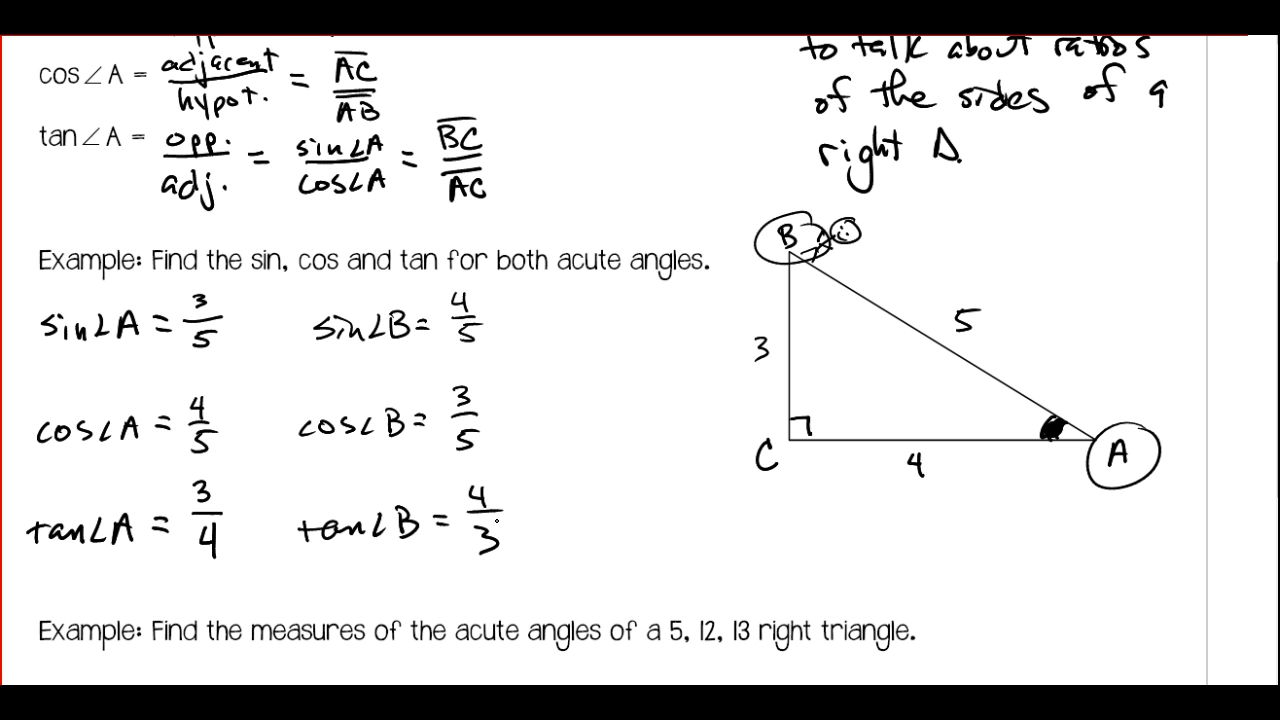 to talk about ratios
of the sides of a
right Δ.
cos∠A = adjacent/hypot. = AC/AB
tan∠A = opp./adj. = sin∠A/cos∠A = BC/AC
Example: Find the sin, cos and tan for both acute angles.
sin∠A = 3/5 sin∠B = 4/5
cos∠A = 4/5 cos∠B = 3/5
tan∠A = 3/4 tan∠B = 4/3
B
5
3
C
4
A
Example: Find the measures of the acute angles of a 5, 12, 13 right triangle.